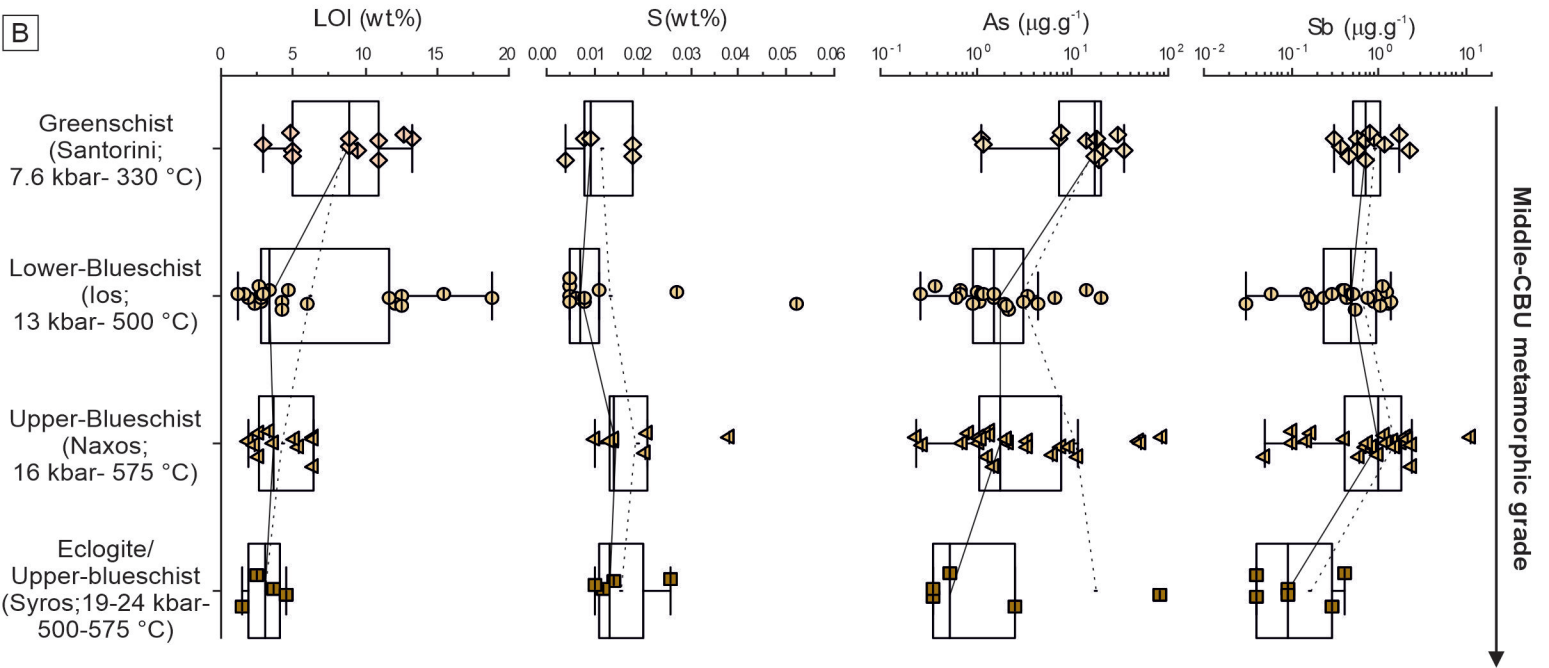 B
LOI (wt%)
0 5 10 15 20
S(wt%)
0.00 0.01 0.02 0.03 0.04 0.05 0.06
As (µg.g⁻¹)
10⁻¹ 10⁰ 10¹ 10²
Sb (µg.g⁻¹)
10⁻² 10⁻¹ 10⁰ 10¹
Greenschist
(Santorini;
7.6 kbar- 330 °C)
Lower-Blueschist
(Ios;
13 kbar- 500 °C)
Upper-Blueschist
(Naxos;
16 kbar- 575 °C)
Eclogite/
Upper-blueschist
(Syros;19-24 kbar-
500-575 °C)
Middle-CBU metamorphic grade